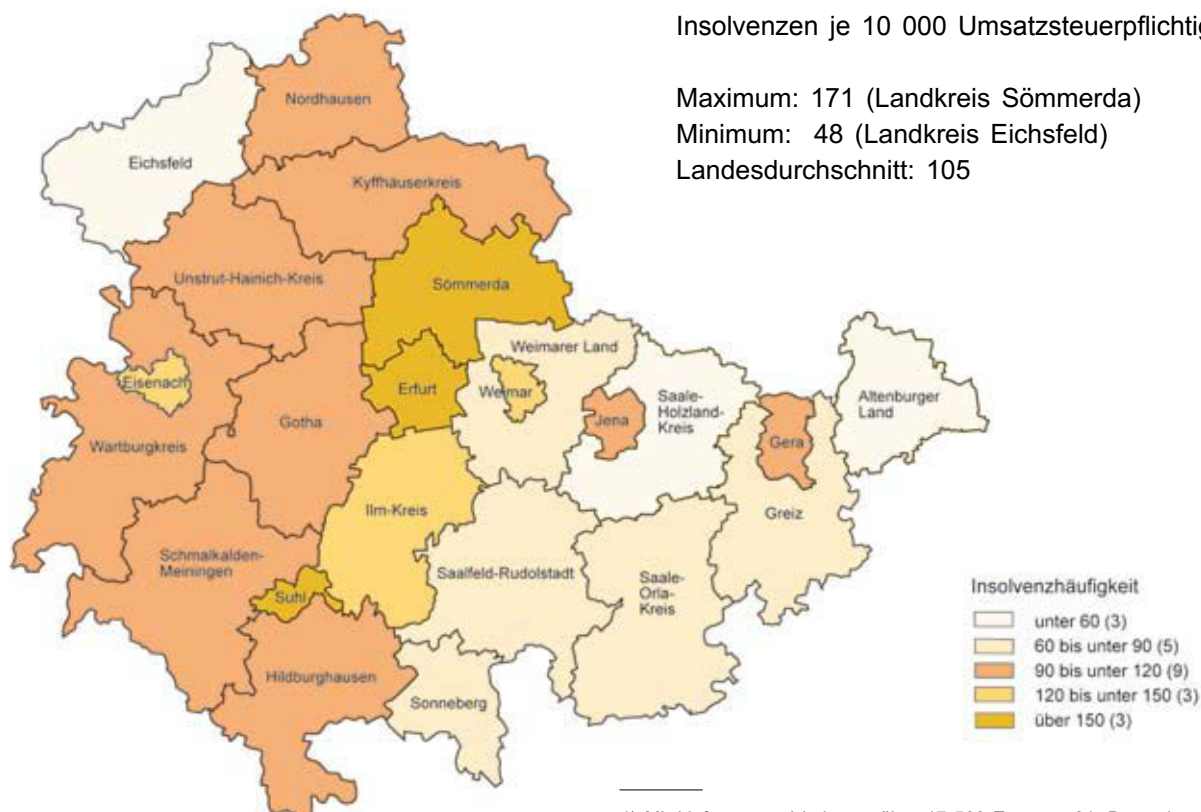 Insolvenzen je 10 000 Umsatzsteuerpflichtig
Maximum: 171 (Landkreis Sömmerda)
Minimum: 48 (Landkreis Eichsfeld)
Landesdurchschnitt: 105
Nordhausen
Eichsfeld
Kyffhäuserkreis
Unstrut-Hainich-Kreis
Sömmerda
Weimarer Land
Eisenach
Erfurt
Weimar
Saale-
Holzland-
Kreis
Altenburger
Land
Gotha
Jena
Gera
Wartburgkreis
Ilm-Kreis
Greiz
Schmalkalden-
Meiningen
Saalfeld-Rudolstadt
Saale-
Orla-
Kreis
Suhl
Hildburghausen
Sonneberg
Insolvenzhäufigkeit
unter 60 (3)
60 bis unter 90 (5)
90 bis unter 120 (9)
120 bis unter 150 (3)
über 150 (3)